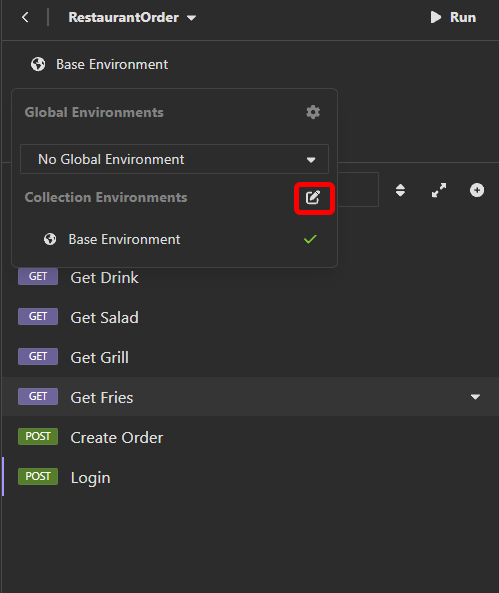 RestaurantOrder
Run
Base Environment
Global Environments
No Global Environment
Collection Environments
Base Environment
GET Get Drink
GET Get Salad
GET Get Grill
GET Get Fries
POST Create Order
POST Login